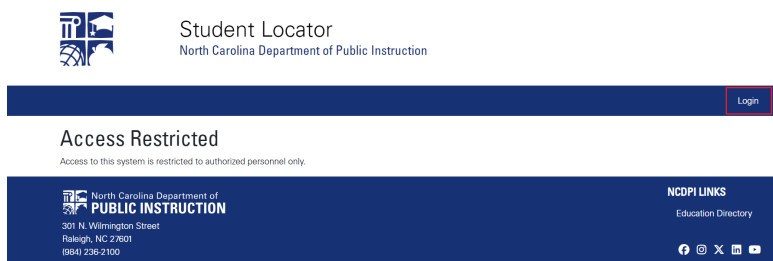 Student Locator
North Carolina Department of Public Instruction
Login
Access Restricted
Access to this system is restricted to authorized personnel only.
North Carolina Department of
PUBLIC INSTRUCTION
301 N. Wilmington Street
Raleigh, NC 27601
(984) 236-2100
NCDPI LINKS
Education Directory